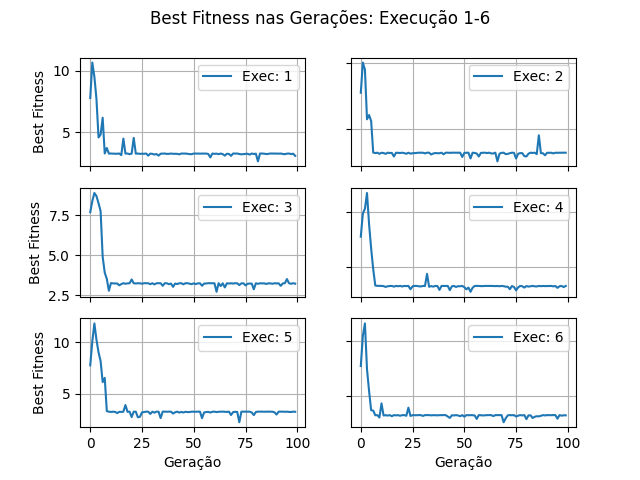 Best Fitness nas Gerações: Execução 1-6
10
5
Best Fitness
Exec: 1
Exec: 2
7.5
5.0
2.5
Best Fitness
Exec: 3
Exec: 4
10
5
Best Fitness
Exec: 5
Exec: 6
0 25 50 75 100
0 25 50 75 100
Geração
Geração